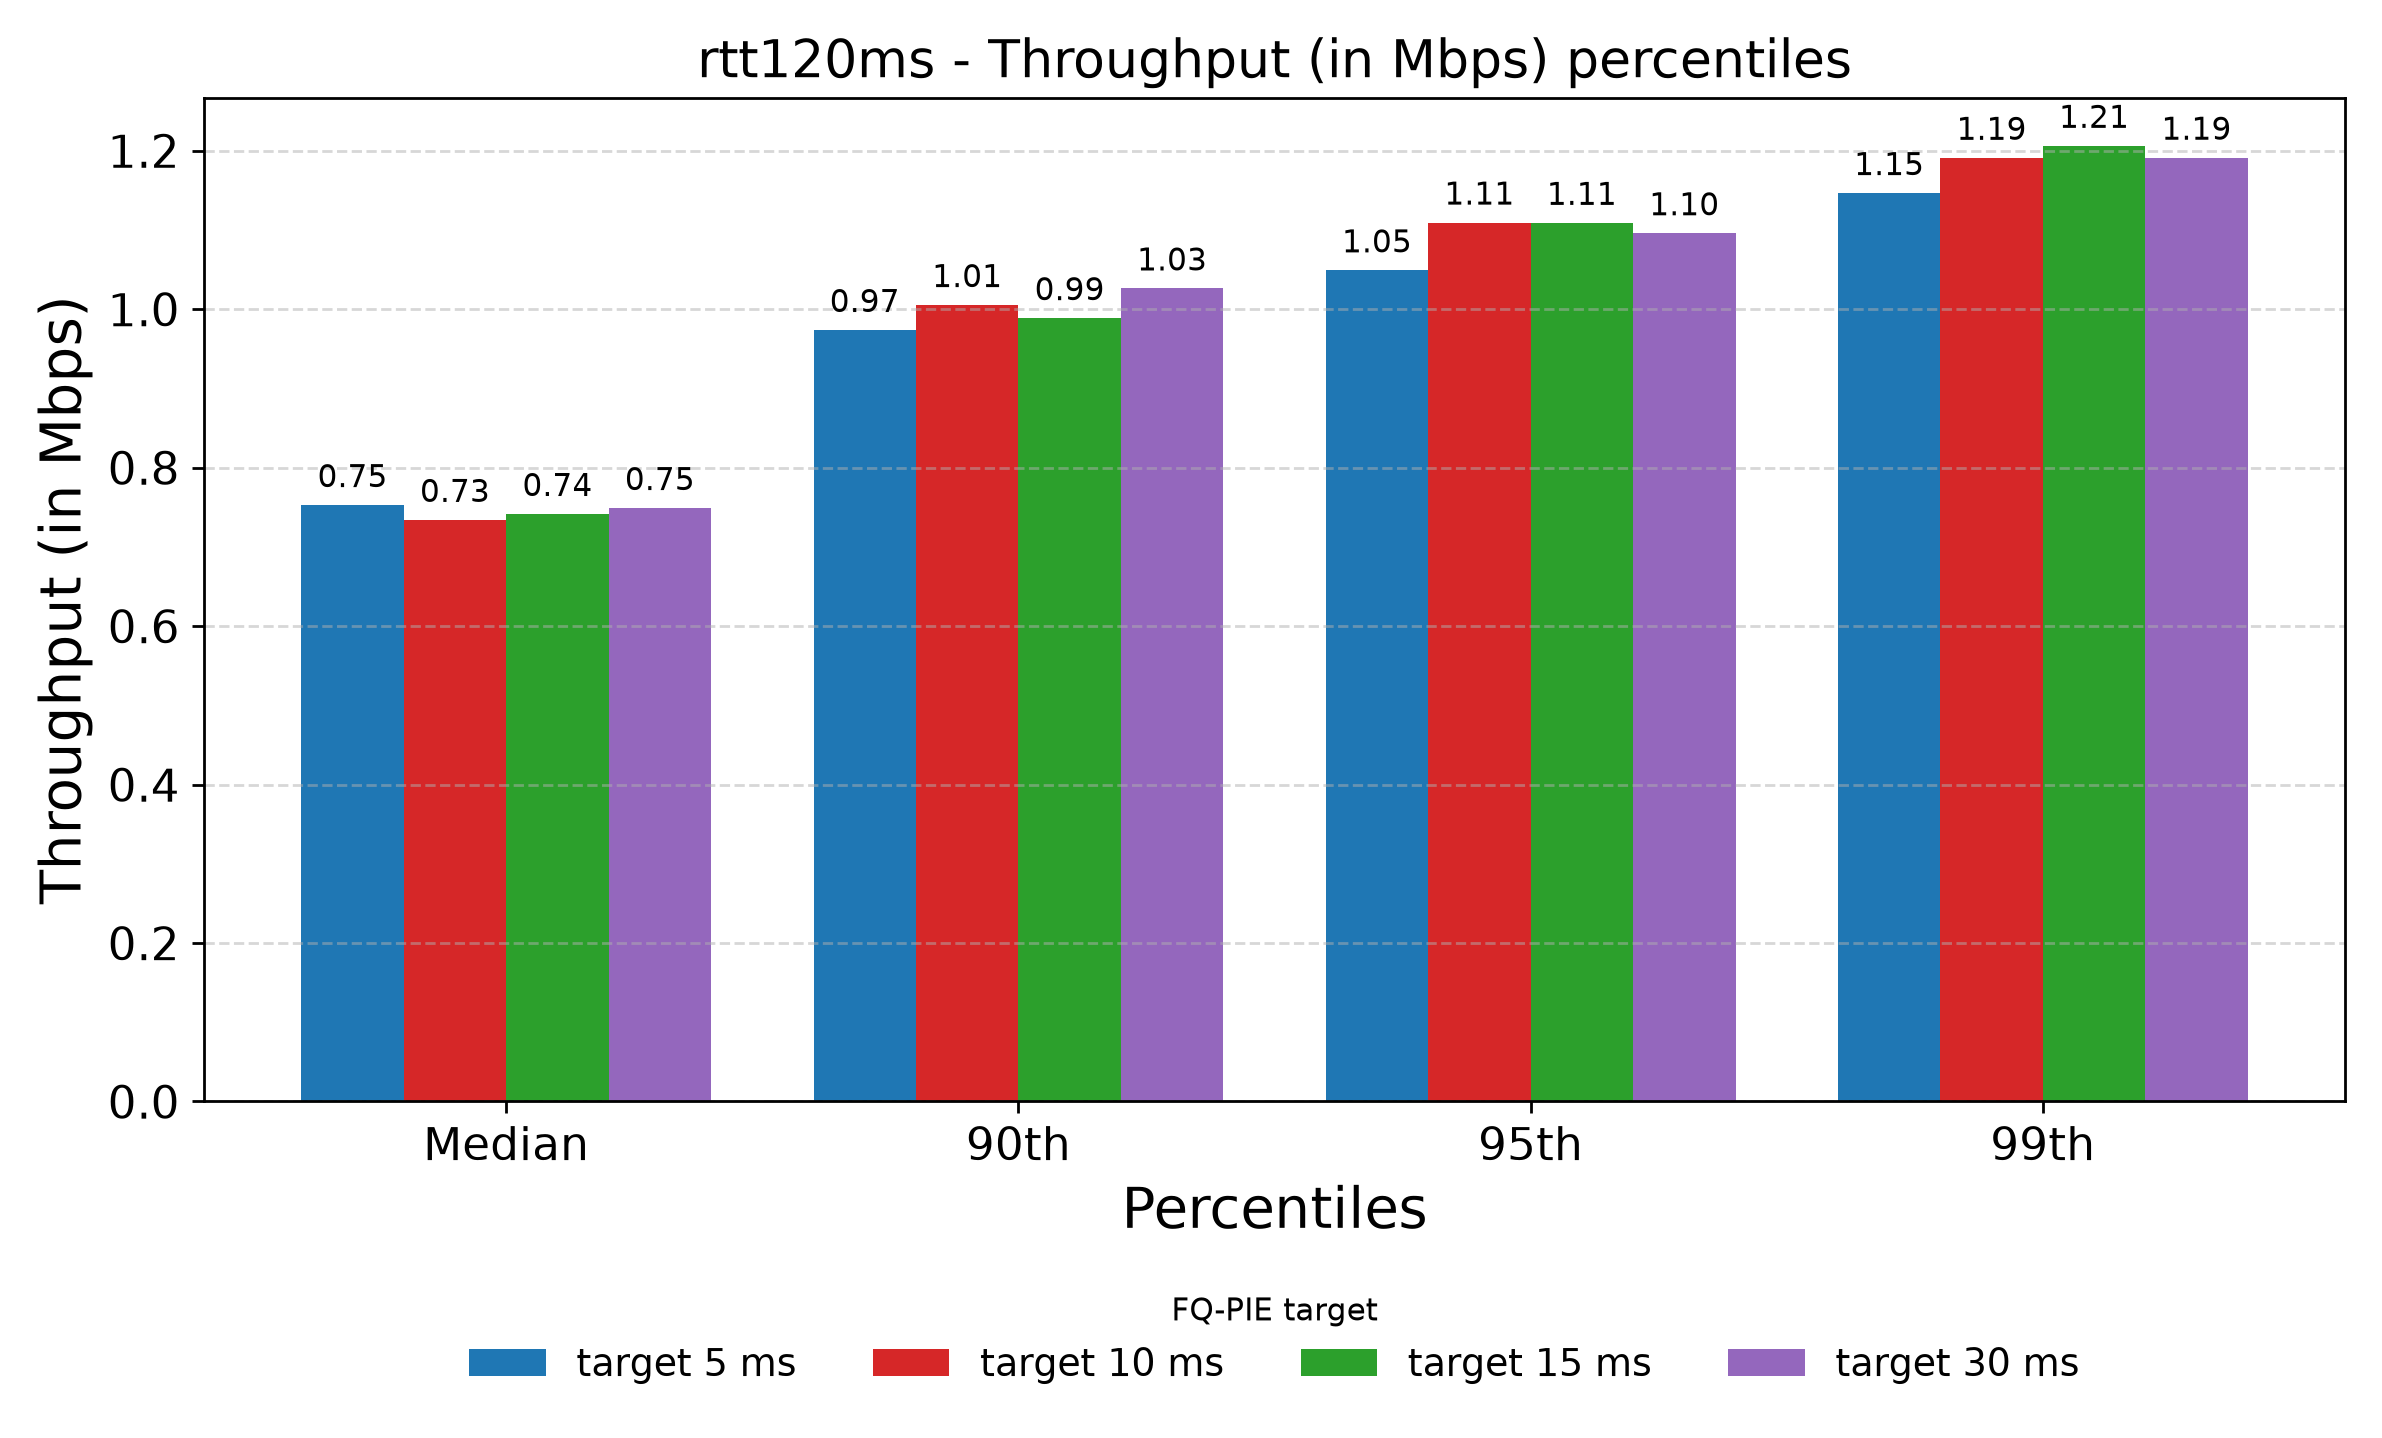 rtt120ms - Throughput (in Mbps) percentiles
Throughput (in Mbps)
1.2
1.0
0.8
0.6
0.4
0.2
0.0
0.75 0.73 0.74 0.75
0.97 1.01 0.99 1.03
1.05 1.11 1.11 1.10
1.15 1.19 1.21 1.19
Median 90th 95th 99th
Percentiles
FQ-PIE target
target 5 ms target 10 ms target 15 ms target 30 ms